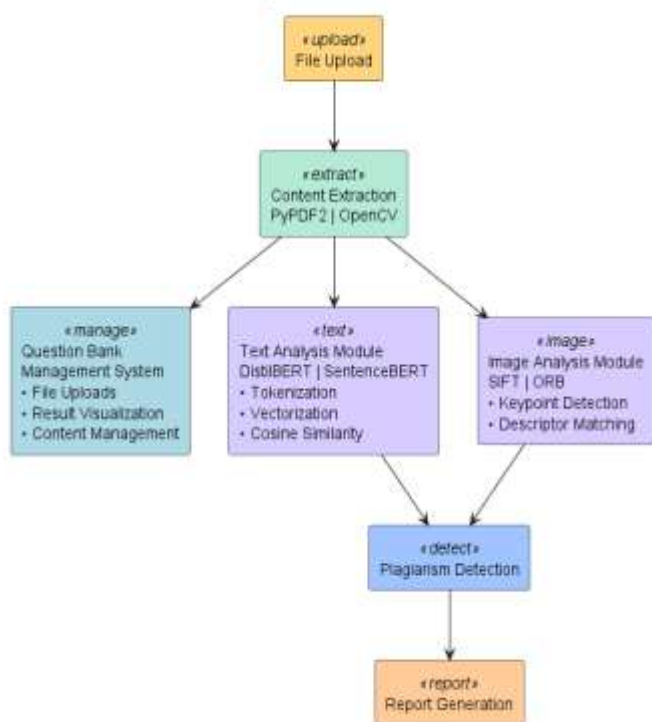 «upload»
File Upload
«extract»
Content Extraction
PyPDF2 | OpenCV
«manage»
Question Bank
Management System
• File Uploads
• Result Visualization
• Content Management
«text»
Text Analysis Module
DistilBERT | SentenceBERT
• Tokenization
• Vectorization
• Cosine Similarity
«image»
Image Analysis Module
SIFT | ORB
• Keypoint Detection
• Descriptor Matching
«detect»
Plagiarism Detection
«report»
Report Generation